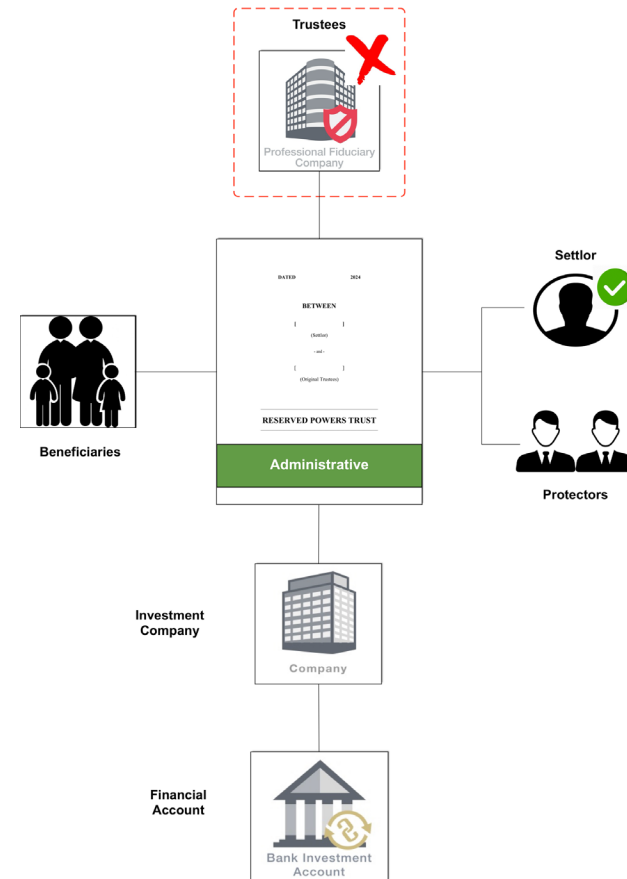 Trustees
Professional Fiduciary
Company
DATED 2024
BETWEEN
[ ]
(Settlor)
- and -
[ ]
(Original Trustees)
RESERVED POWERS TRUST
Administrative
Settlor
Beneficiaries
Protectors
Investment
Company
Company
Financial
Account
Bank Investment
Account